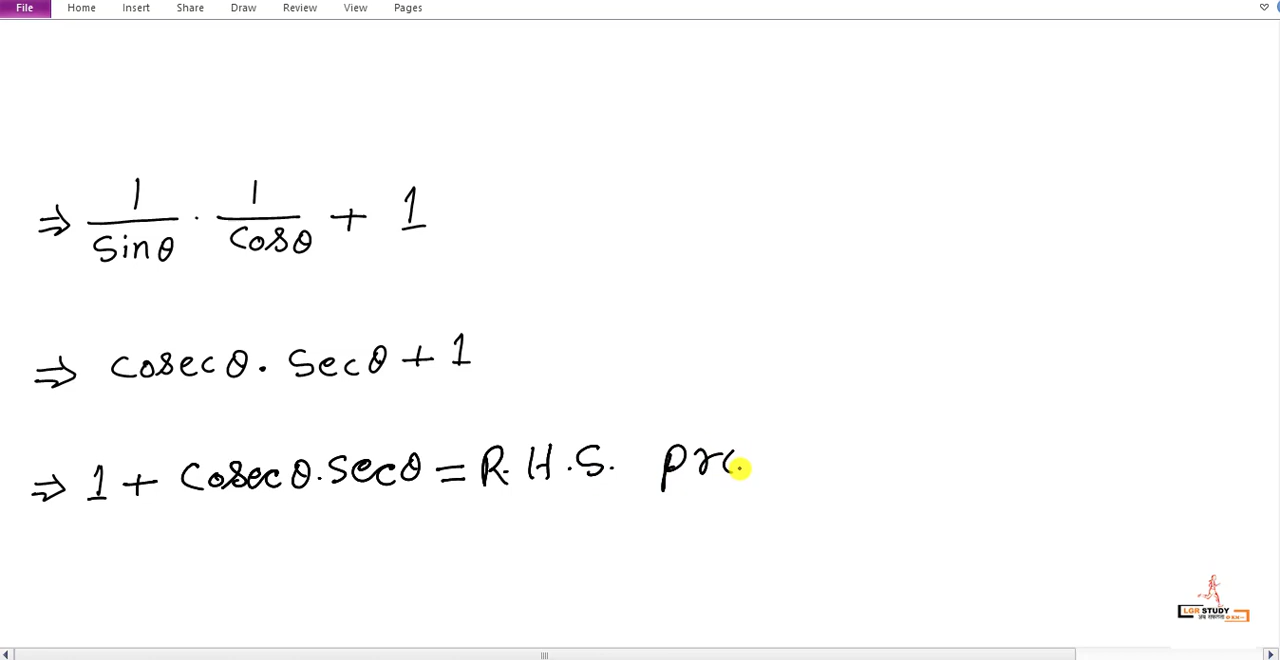 File Home Insert Share Draw Review View Pages
⇒ 1/sinθ · 1/cosθ + 1
⇒ cosecθ · secθ + 1
⇒ 1 + cosecθ.secθ = R.H.S. pro
LGR STUDY